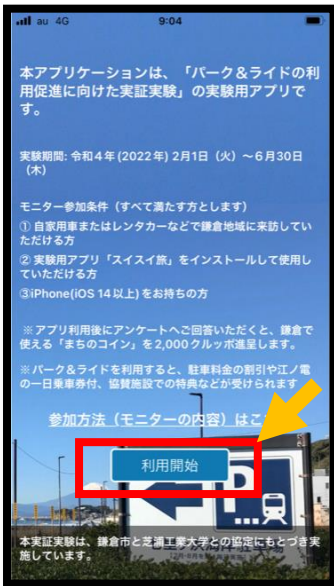 au 4G 9:04
本アプリケーションは、「パーク&ライドの利
用促進に向けた実証実験」の実験用アプリで
す。
実験期間: 令和4年(2022年) 2月1日(火)〜6月30日
(木)
モニター参加条件(すべて満たす方とします)
① 自家用車またはレンタカーなどで鎌倉地域に来訪してい
ただける方
② 実験用アプリ「スイスイ旅」をインストールして使用し
ていただける方
③iPhone(iOS 14以上)をお持ちの方
※アプリ利用後にアンケートへご回答いただくと、鎌倉で
使える「まちのコイン」を2,000クルッポ進呈します。
※パーク&ライドを利用すると、駐車料金の割引や江ノ電
の一日乗車券付、協賛施設での特典などが受けられます
参加方法(モニターの内容)はこ
利用開始
P
本実証実験は、鎌倉市と芝浦工業大学との協定にもとづき実
施しています。